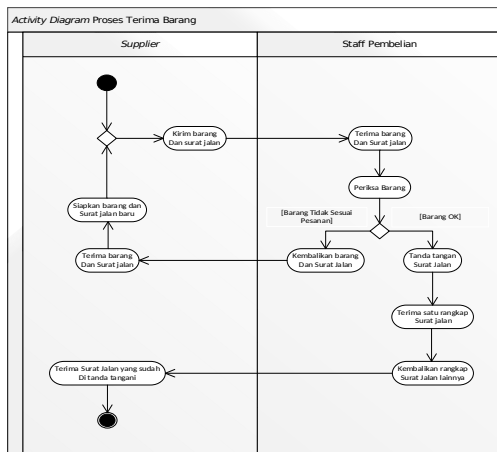 Activity Diagram Proses Terima Barang
Supplier
Staff Pembelian
Kirim barang
Dan surat jalan
Terima barang
Dan Surat jalan
Periksa Barang
Siapkan barang dan
Surat jalan baru
[Barang Tidak Sesuai
Pesanan]
[Barang OK]
Terima barang
Dan Surat jalan
Kembalikan barang
Dan Surat Jalan
Tanda tangan
Surat Jalan
Terima satu rangkap
Surat jalan
Terima Surat Jalan yang sudah
Di tanda tangani
Kembalikan rangkap
Surat Jalan lainnya